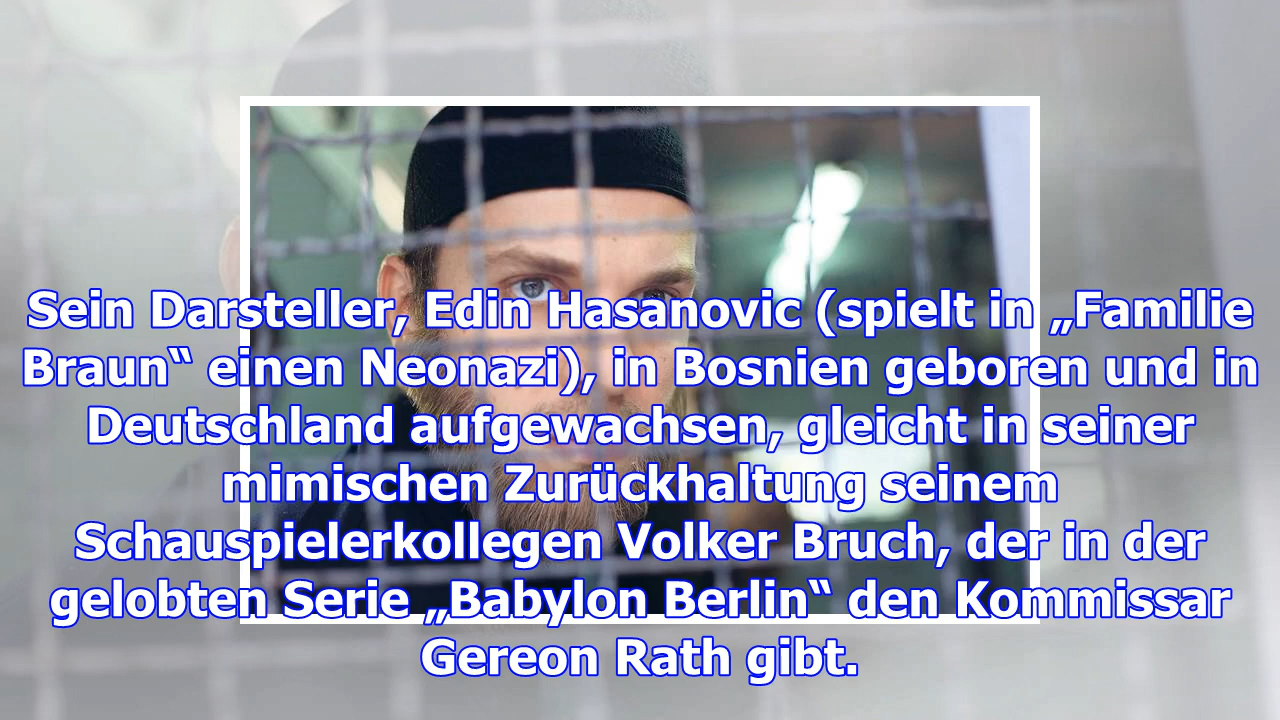 Sein Darsteller, Edin Hasanovic (spielt in „Familie
Braun“ einen Neonazi), in Bosnien geboren und in
Deutschland aufgewachsen, gleicht in seiner
mimischen Zurückhaltung seinem
Schauspielerkollegen Volker Bruch, der in der
gelobten Serie „Babylon Berlin“ den Kommissar
Gereon Rath gibt.